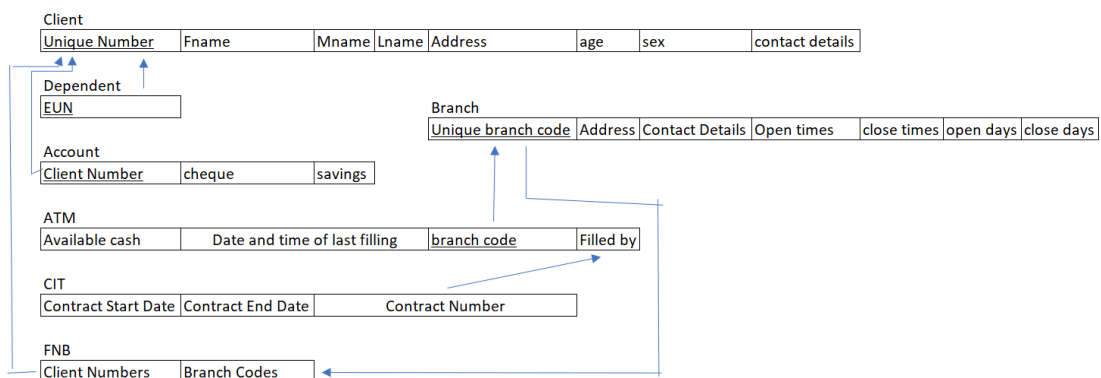 Client
Unique Number Fname Mname Lname Address age sex contact details
Dependent
EUN
Branch
Unique branch code Address Contact Details Open times close times open days close days
Account
Client Number cheque savings
ATM
Available cash Date and time of last filling branch code Filled by
CIT
Contract Start Date Contract End Date Contract Number
FNB
Client Numbers Branch Codes